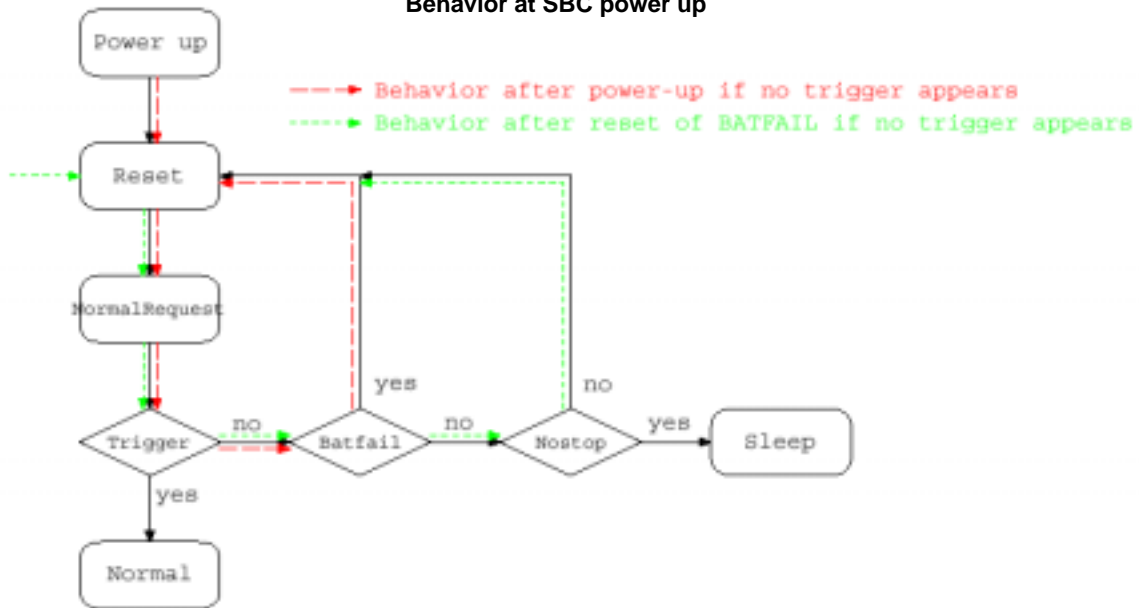 Behavior at SBC power up
Power up
Behavior after power-up if no trigger appears
Behavior after reset of BATFAIL if no trigger appears
Reset
NormalRequest
yes
no
no
no
yes
Trigger
Batfail
Nostop
Sleep
yes
Normal